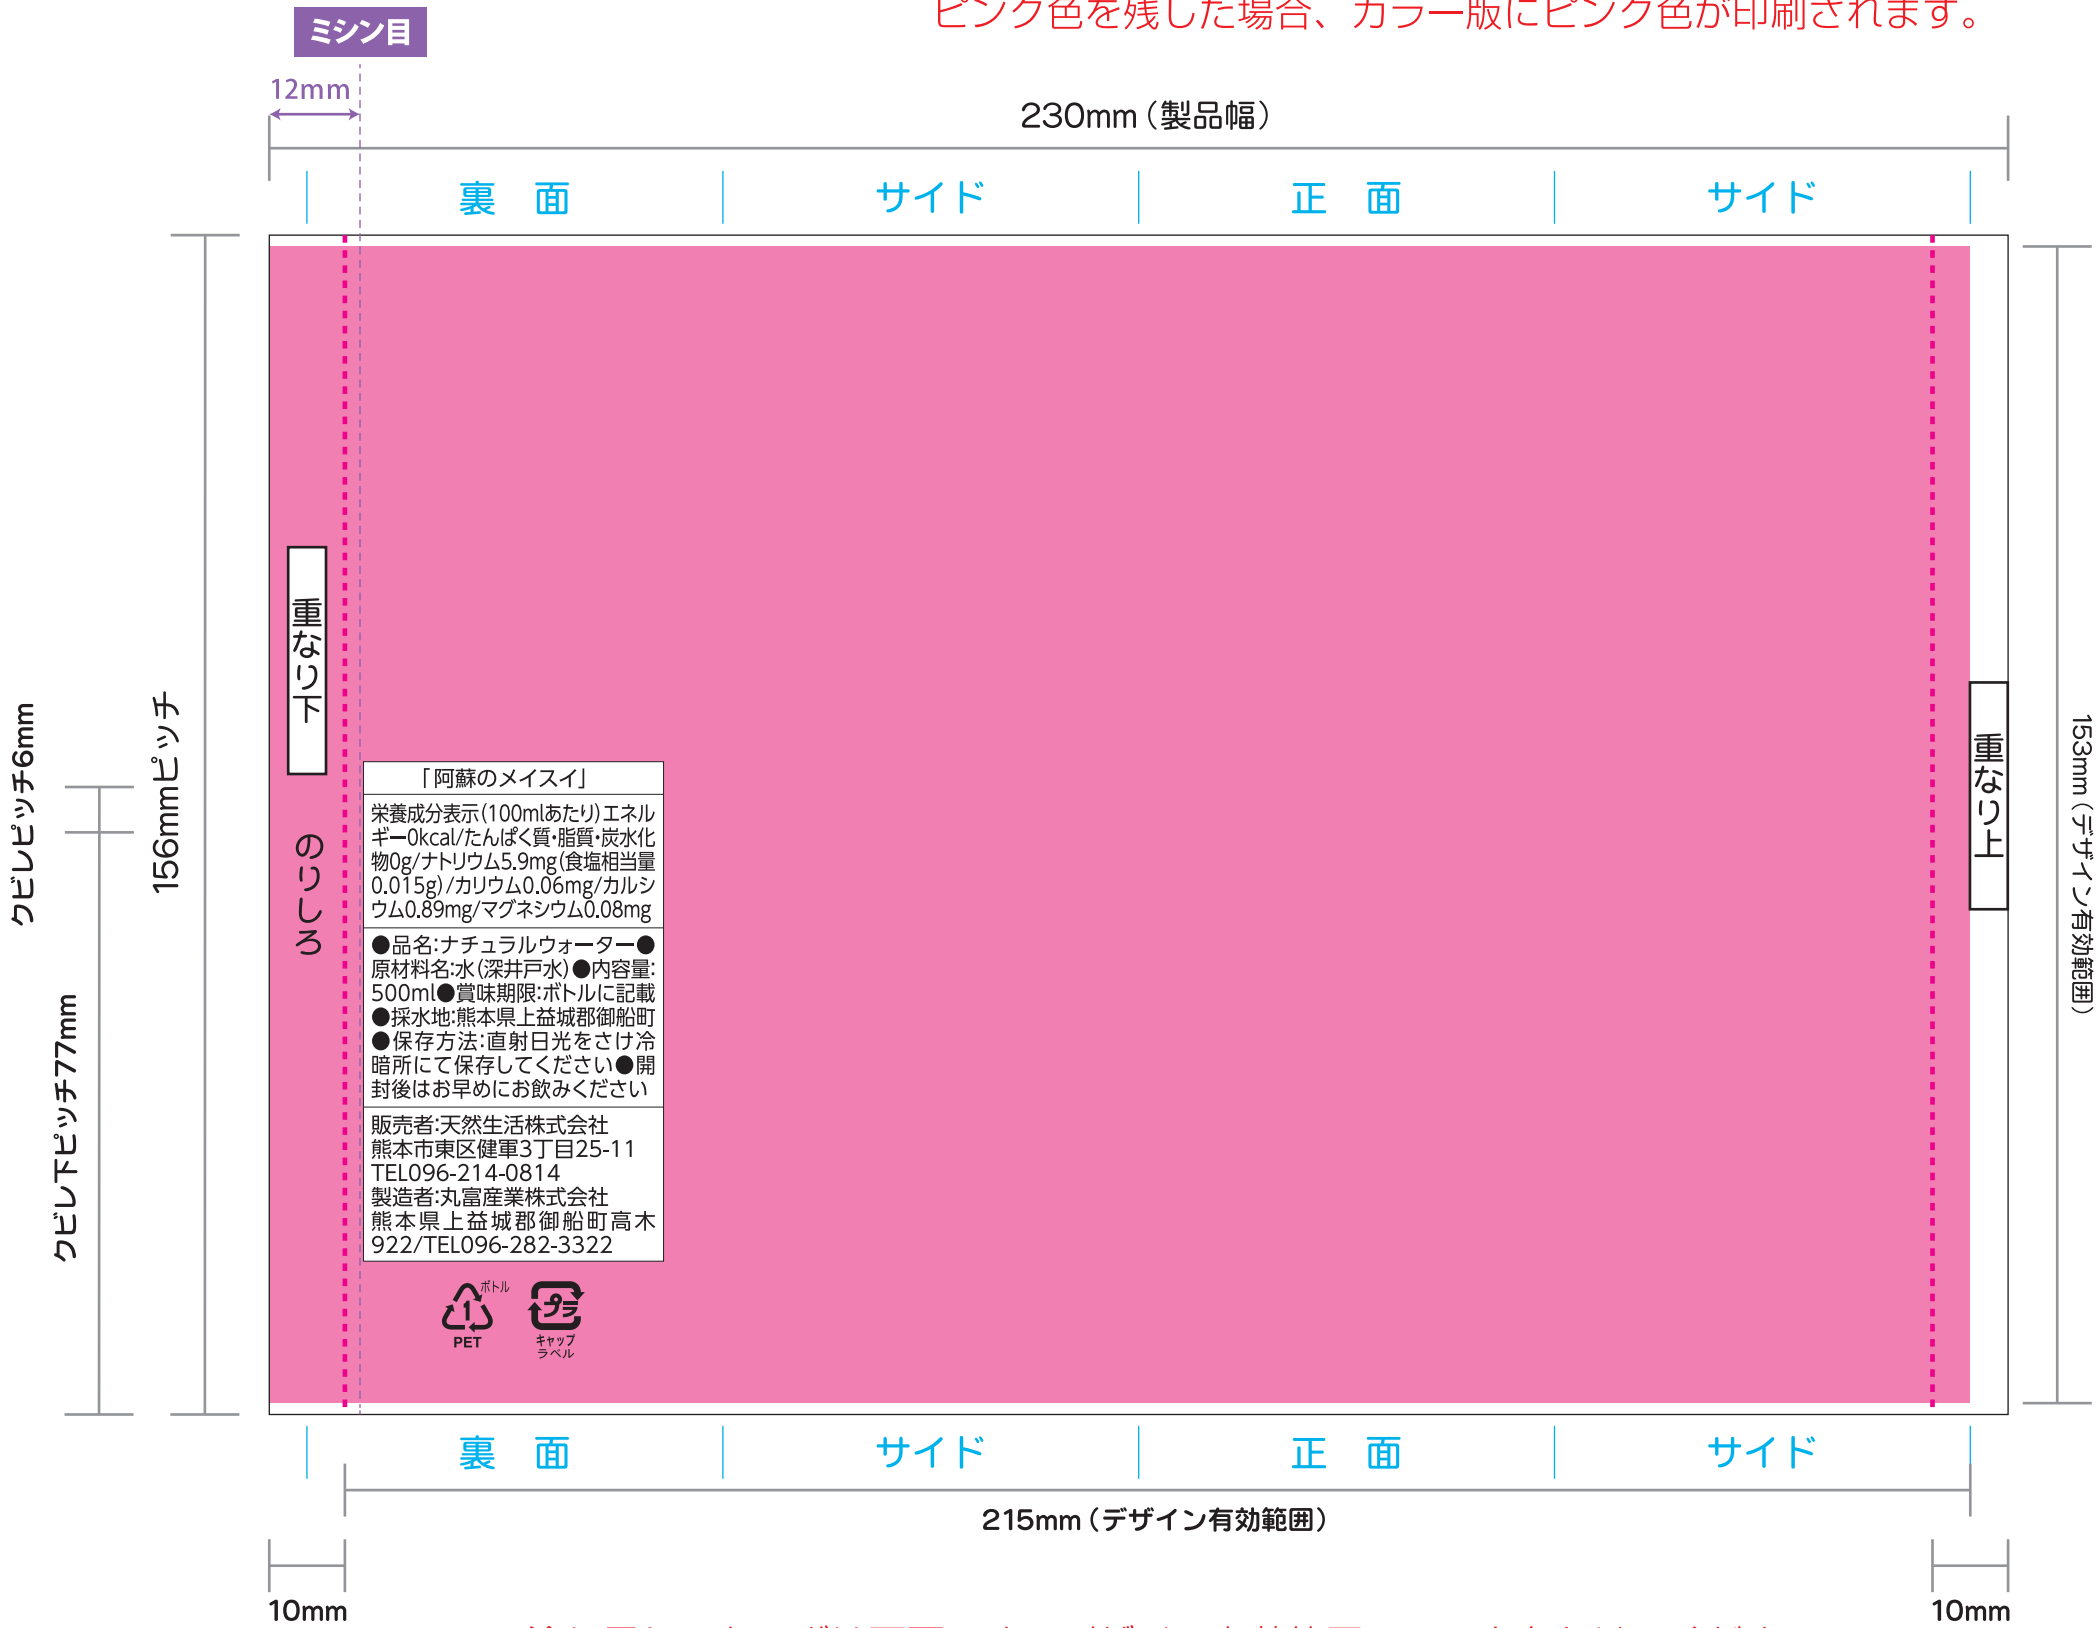 ピンク色を残した場合、カラー版にピンク色が印刷されます。
ミシン目
12mm
230mm（製品幅）
裏 面
サイド
正 面
サイド
クビレピッチ6mm
クビレ下ピッチ77mm
156mmピッチ
重なり下
のりしろ
「阿蘇のメイスイ」
栄養成分表示(100mlあたり)エネル
ギー0kcal/たんぱく質・脂質・炭水化
物0g/ナトリウム5.9mg(食塩相当量
0.015g)/カリウム0.06mg/カルシ
ウム0.89mg/マグネシウム0.08mg
●品名:ナチュラルウォーター●
原材料名:水(深井戸水)●内容量:
500ml●賞味期限:ボトルに記載
●採水地:熊本県上益城郡御船町
●保存方法:直射日光をさけ冷
暗所にて保存してください●開
封後はお早めにお飲みください
販売者:天然生活株式会社
熊本市東区健軍3丁目25-11
TEL096-214-0814
製造者:丸富産業株式会社
熊本県上益城郡御船町高木
922/TEL096-282-3322
1
ボトル
PET
プラ
キャップ
ラベル
重なり上
153mm（デザイン有効範囲）
裏 面
サイド
正 面
サイド
215mm（デザイン有効範囲）
10mm
10mm